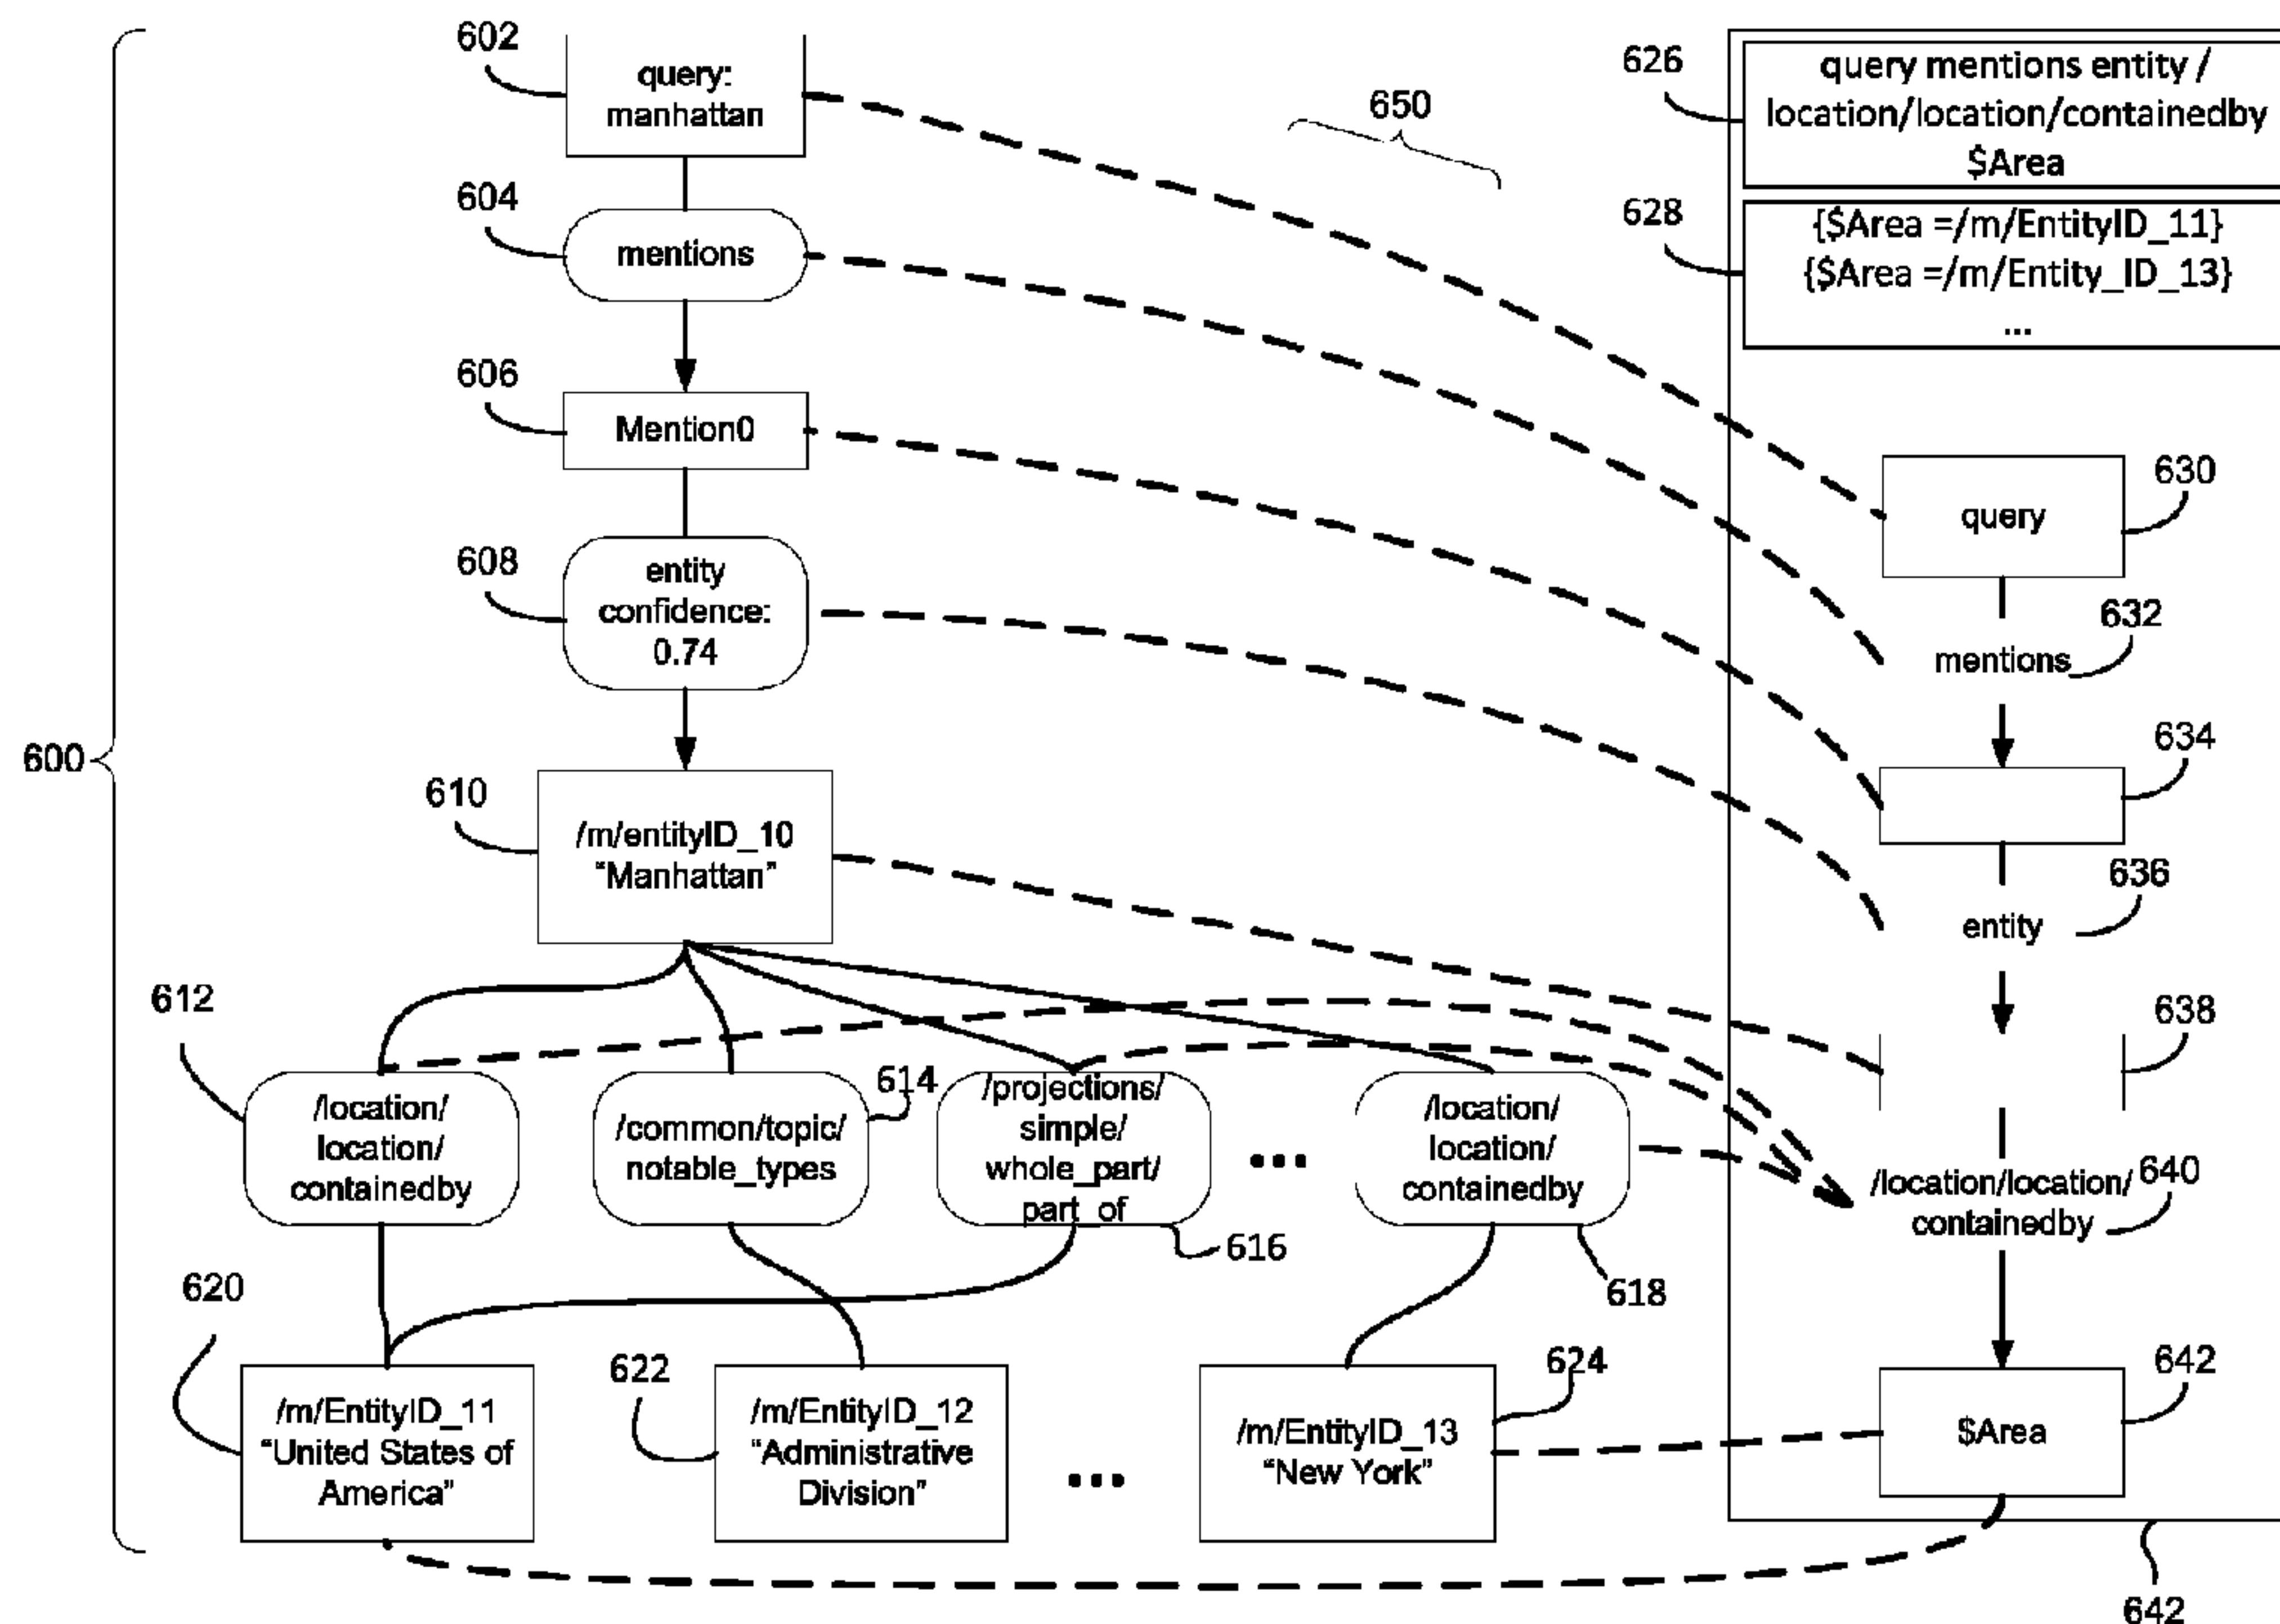 602
query:
manhattan
604
mentions
606
Mention0
608
entity
confidence:
0.74
600
610
/m/entityID_10
“Manhattan”
612
/location/
location/
containedby
614
/common/topic/
notable_types
/projections/
simple/
whole_part/
part_of
616
...
/location/
location/
containedby
618
620
/m/EntityID_11
“United States of
America”
622
/m/EntityID_12
“Administrative
Division”
...
624
/m/EntityID_13
“New York”
650
626
query mentions entity /
location/location/containedby
$Area
628
{$Area =/m/EntityID_11}
{$Area =/m/Entity_ID_13}
...
630
query
632
mentions
634
636
entity
638
/location/location/
containedby
640
642
$Area
642